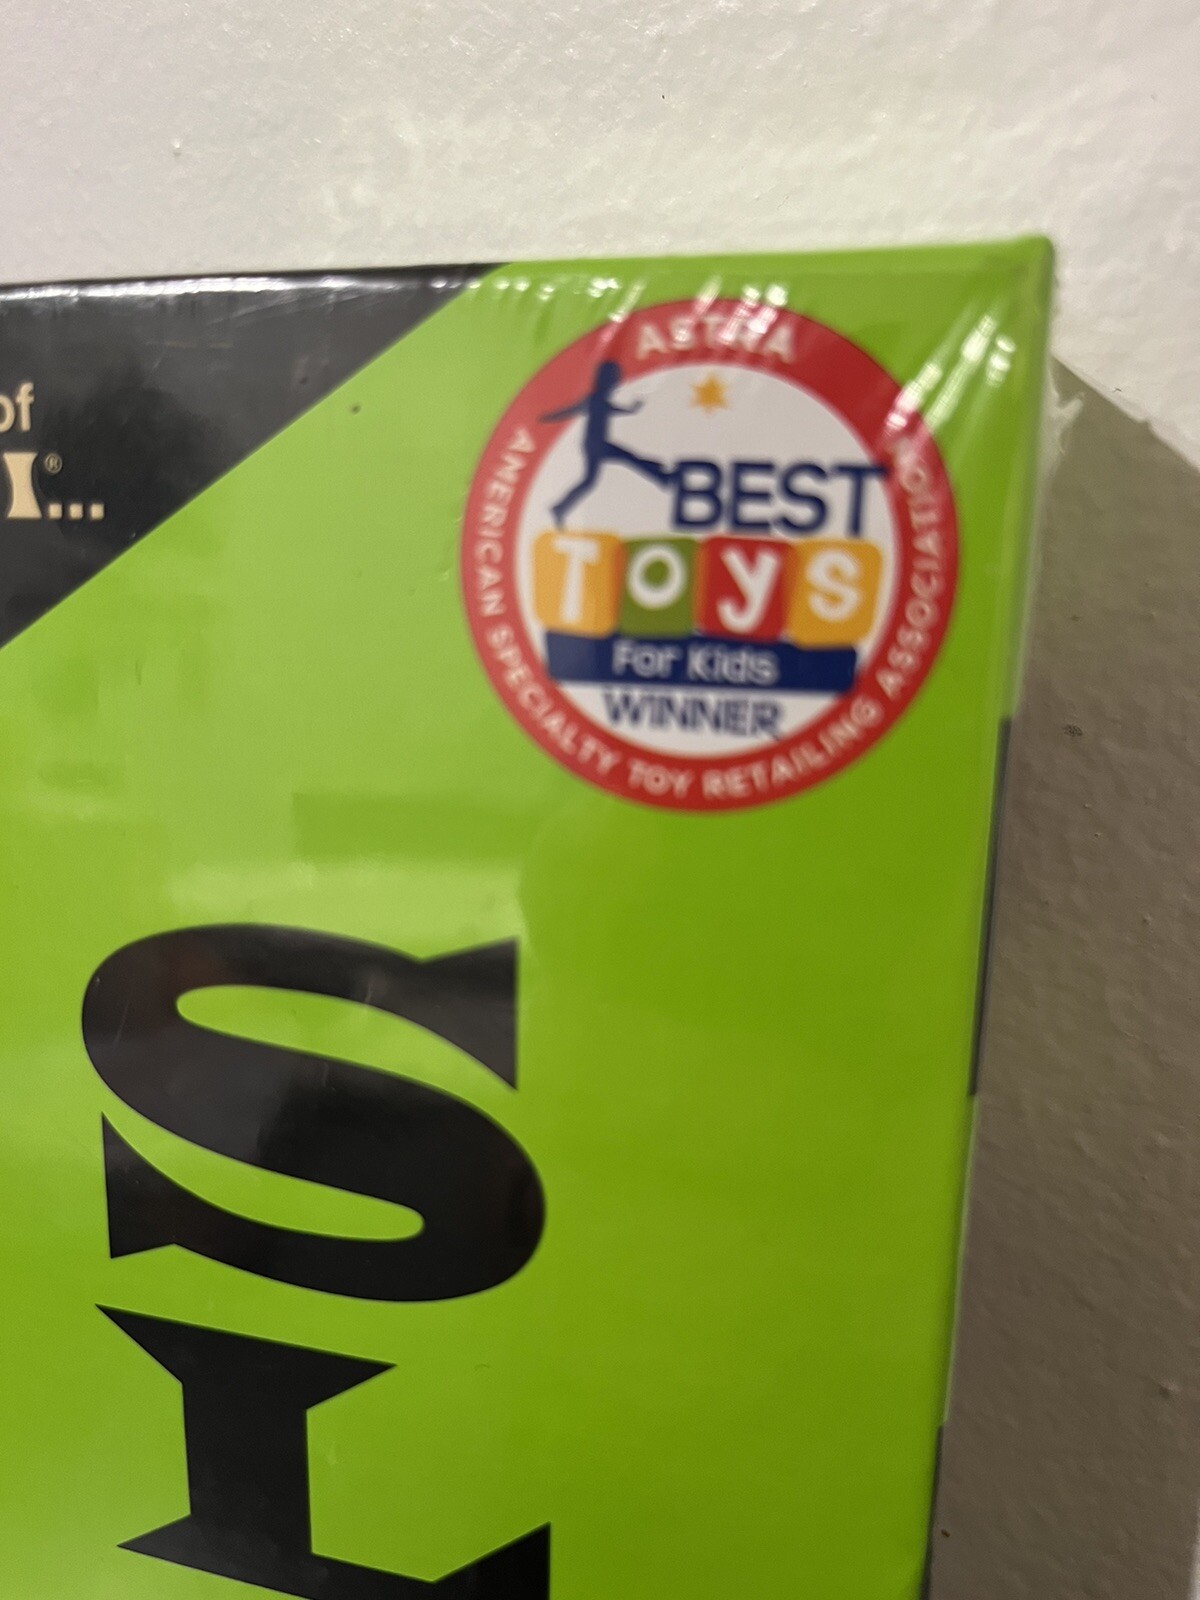 of
I®...
ASTRA
BEST
TOYS
For Kids
WINNER
AMERICAN SPECIALTY TOY RETAILING ASSOCIATION
S